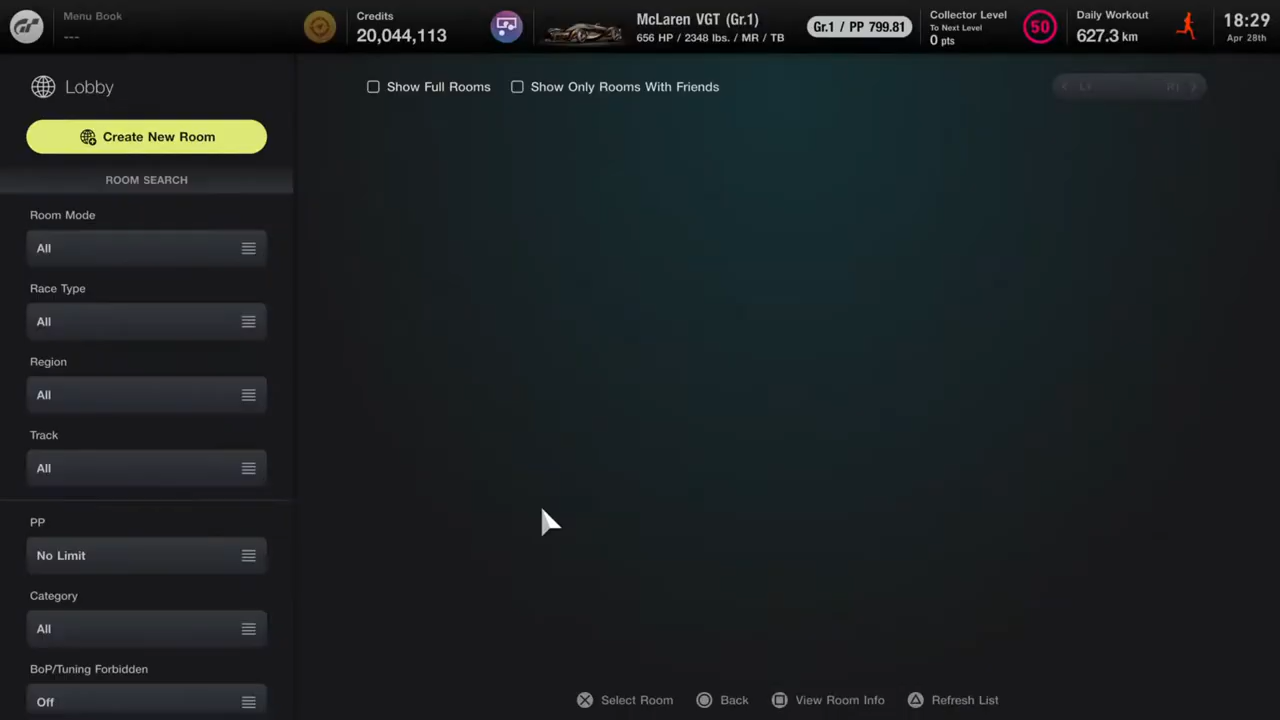 Menu Book
---
Credits
20,044,113
McLaren VGT (Gr.1)
656 HP / 2348 lbs. / MR / TB
Gr.1 / PP 799.81
Collector Level
To Next Level
0 pts
50
Daily Workout
627.3 km
18:29
Apr 28th
Lobby
Show Full Rooms
Show Only Rooms With Friends
L1
R1
Create New Room
ROOM SEARCH
Room Mode
All
Race Type
All
Region
All
Track
All
PP
No Limit
Category
All
BoP/Tuning Forbidden
Off
Select Room
Back
View Room Info
Refresh List